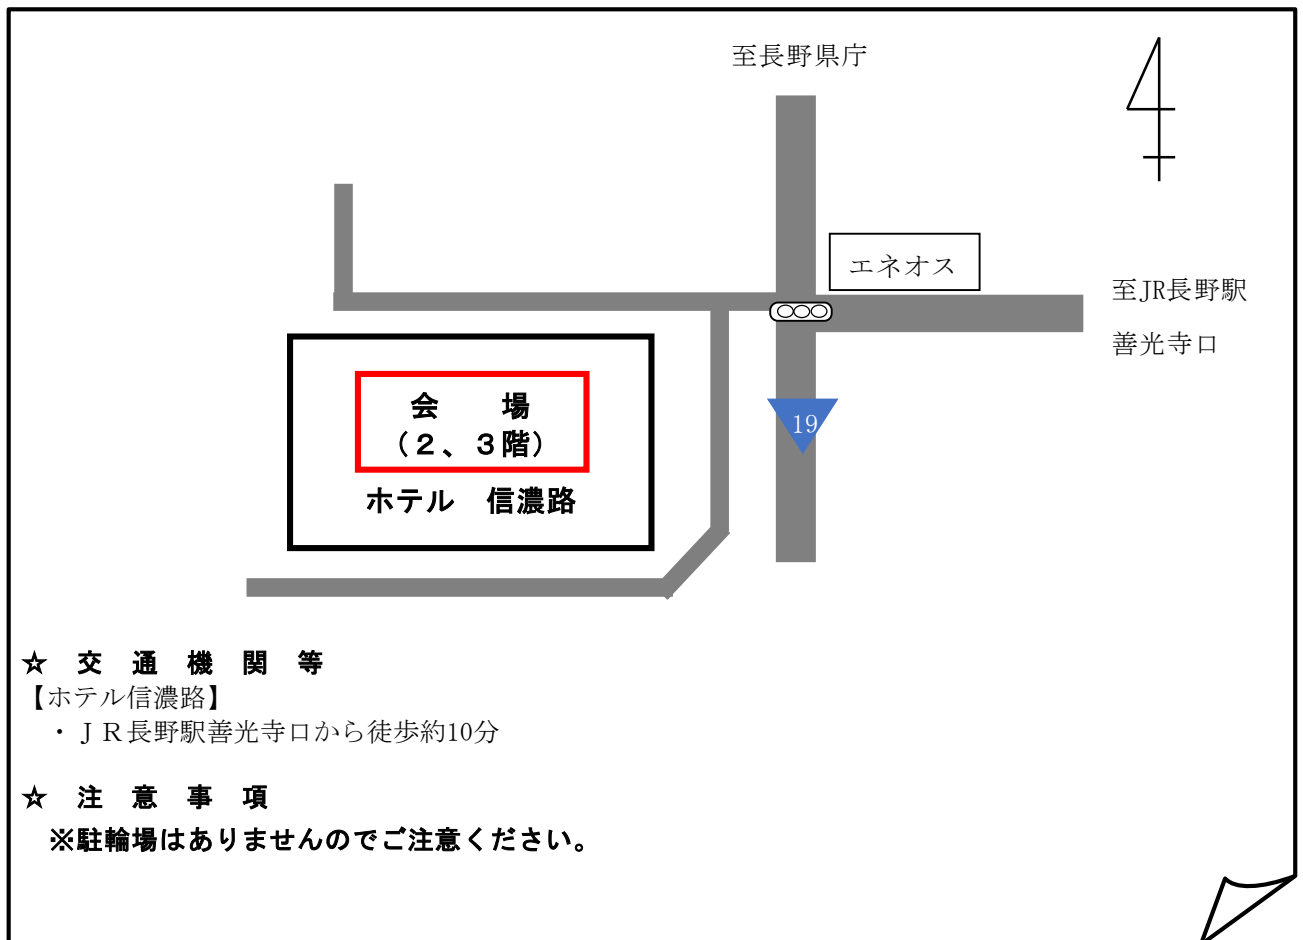 至長野県庁
エネオス
至JR長野駅
善光寺口
19
会　　場
（２、３階）
ホテル　信濃路
☆　交　通　機　関　等
【ホテル信濃路】
・ＪＲ長野駅善光寺口から徒歩約10分
☆　注　意　事　項
※駐輪場はありませんのでご注意ください。